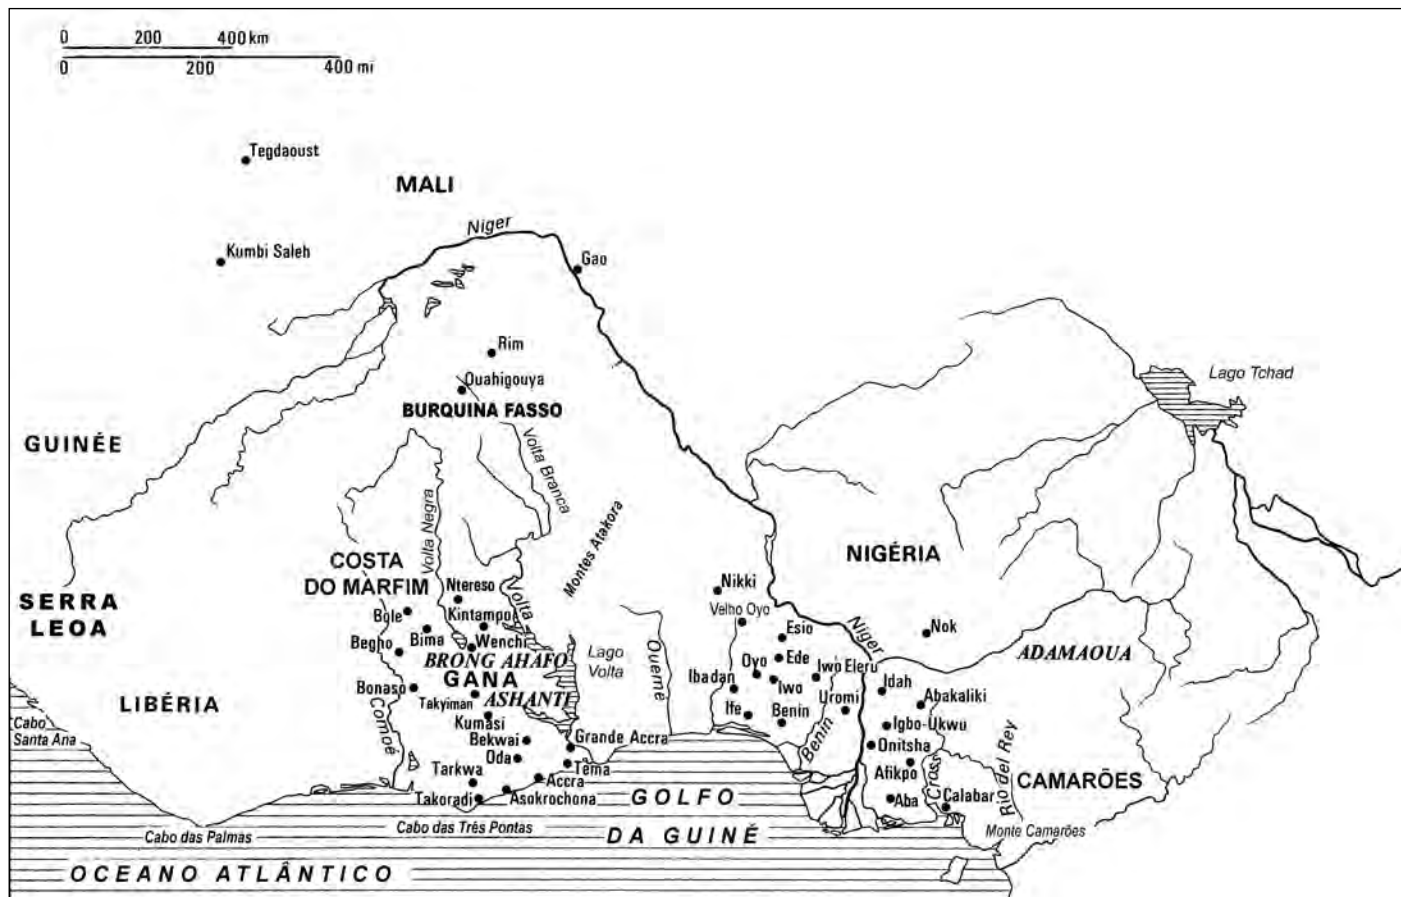 0 200 400 km
0 200 400 mi
Tegdaoust
MALI
Niger
Kumbi Saleh
Gao
Rim
Ouahigouya
BURQUINA FASSO
Lago Tchad
GUINÉE
Volta Branca
Volta Negra
Montes Atakora
COSTA
DO MARFIM
NIGÉRIA
SERRA
LEOA
Ntereso
Volta
Nikki
Velho Oyo
Bole
Kintampo
Bima
Wenchi
Begho
BRONG AHAFO
Esio
Niger
Nok
ADAMAOUA
Lago
Volta
Ouemé
Ede
Oyo
Iwo Eleru
Ibadan
Iwo
Idah
GANA
Bonaso
Takyiman
ASHANTI
Uromi
Abakaliki
LIBÉRIA
Comoé
Kumasi
Ife
Benin
Igbo-Ukwu
Cabo
Santa Ana
Bekwai
Grande Accra
Benin
Onitsha
Oda
Tema
Afikpo
Cross
Rio del Rey
CAMARÕES
Tarkwa
Accra
Takoradi
Asokrochona
GOLFO
Aba
Calabar
Cabo das Palmas
Cabo das Três Pontas
DA GUINÉ
Monte Camarões
OCEANO ATLÂNTICO